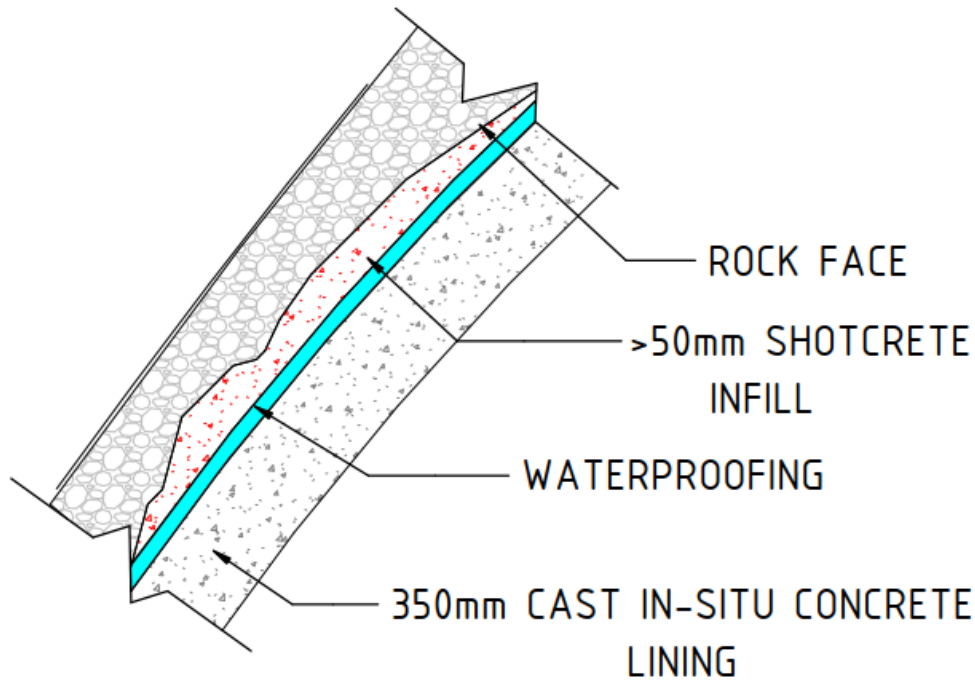 ROCK FACE
>50mm SHOTCRETE
INFILL
WATERPROOFING
350mm CAST IN-SITU CONCRETE
LINING